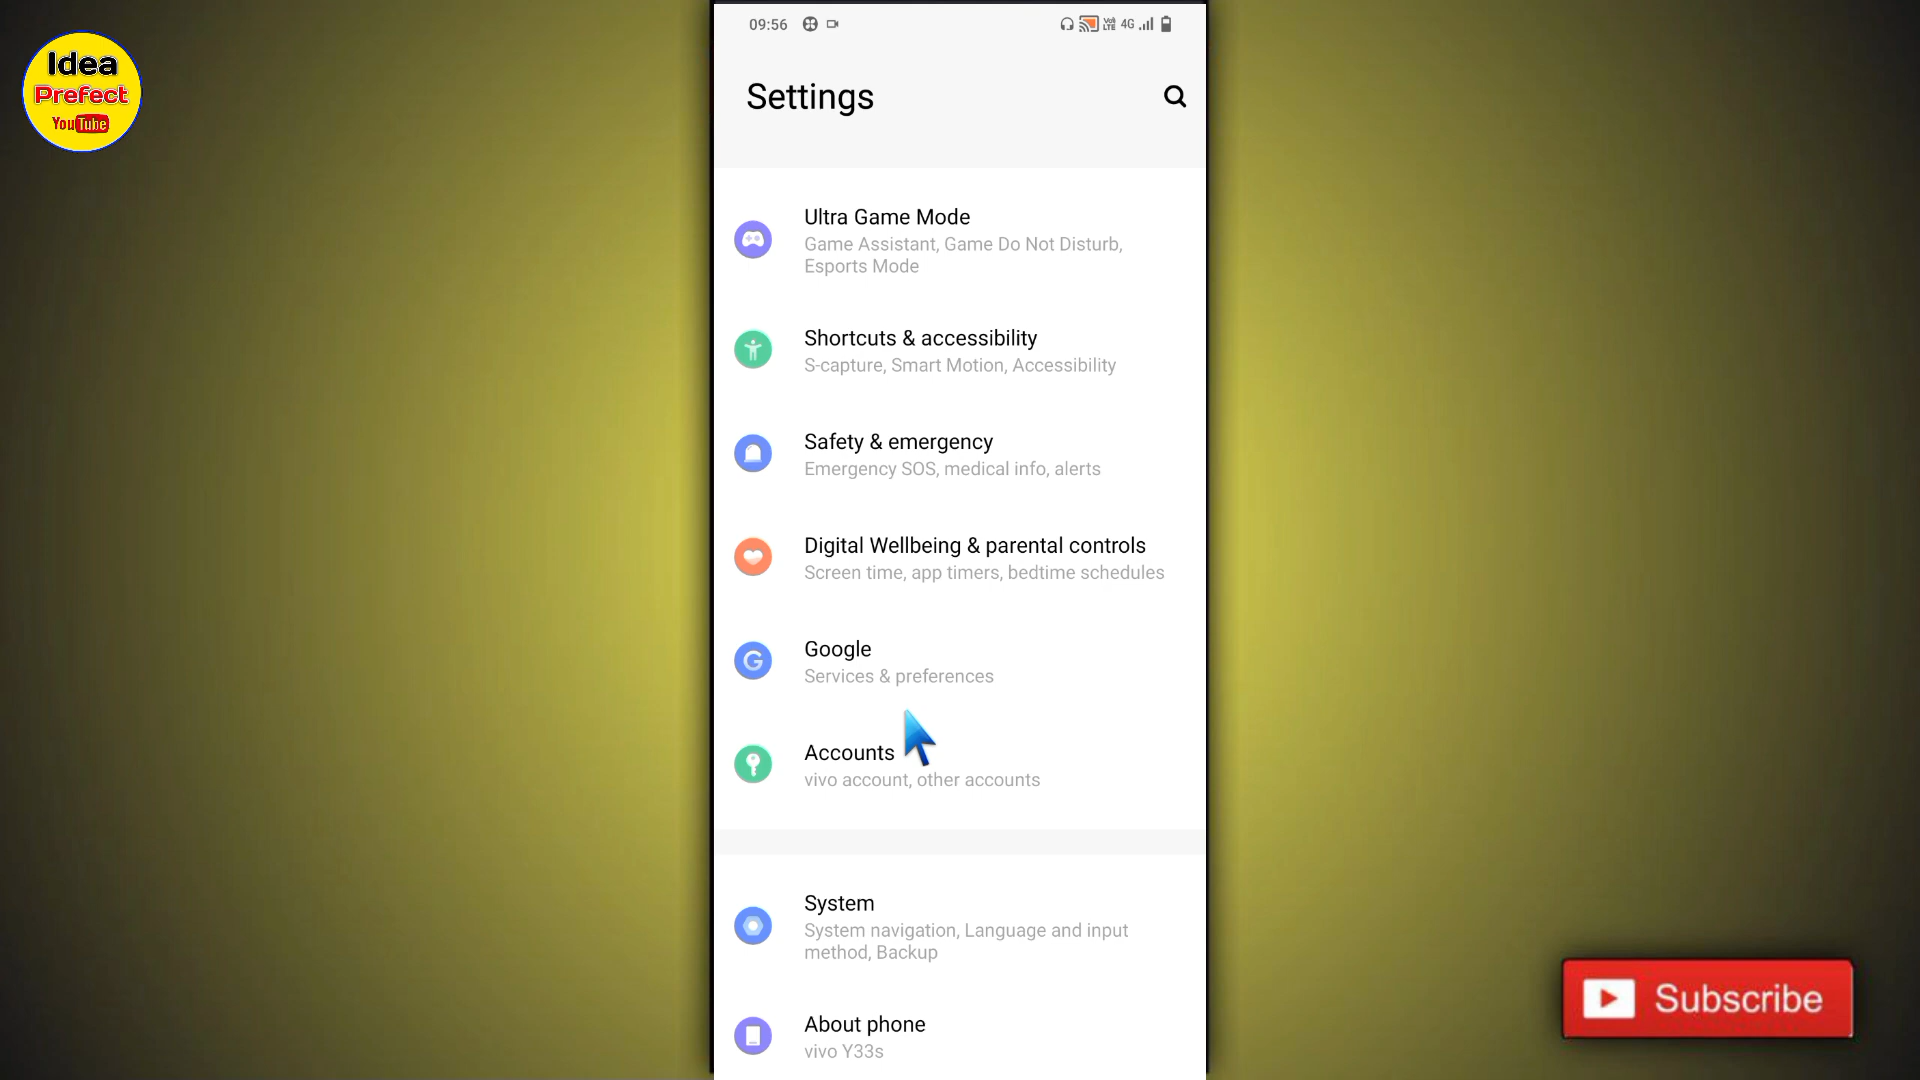 Idea
Prefect
YouTube
09:56
4G
Settings
Ultra Game Mode
Game Assistant, Game Do Not Disturb,
Esports Mode
Shortcuts & accessibility
S-capture, Smart Motion, Accessibility
Safety & emergency
Emergency SOS, medical info, alerts
Digital Wellbeing & parental controls
Screen time, app timers, bedtime schedules
Google
Services & preferences
Accounts
vivo account, other accounts
System
System navigation, Language and input
method, Backup
About phone
vivo Y33s
Subscribe